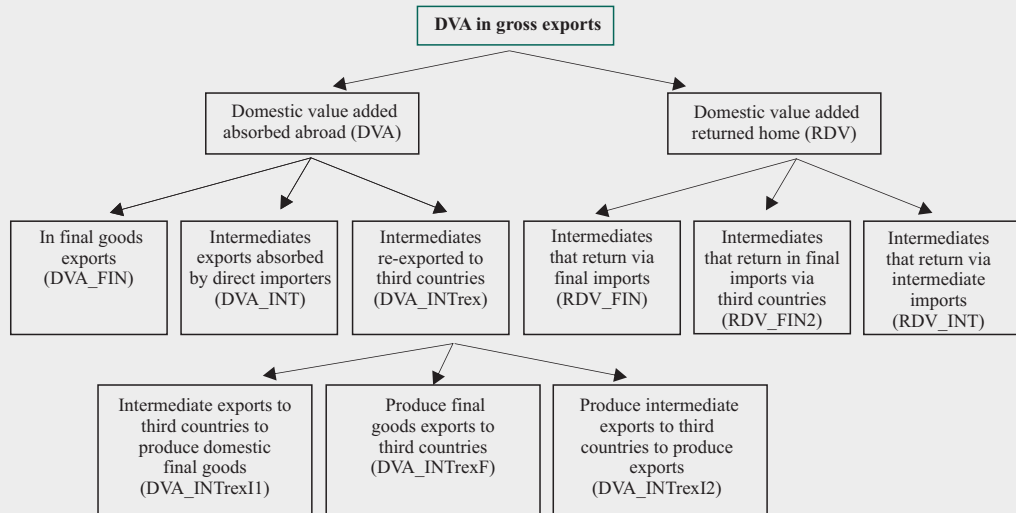 DVA in gross exports
Domestic value added
absorbed abroad (DVA)
Domestic value added
returned home (RDV)
In final goods
exports
(DVA_FIN)
Intermediates
exports absorbed
by direct importers
(DVA_INT)
Intermediates
re-exported to
third countries
(DVA_INTrex)
Intermediates
that return via
final imports
(RDV_FIN)
Intermediates
that return in final
imports via
third countries
(RDV_FIN2)
Intermediates
that return via
intermediate
imports
(RDV_INT)
Intermediate exports to
third countries to
produce domestic
final goods
(DVA_INTrexI1)
Produce final
goods exports to
third countries
(DVA_INTrexF)
Produce intermediate
exports to third
countries to produce
exports
(DVA_INTrexI2)